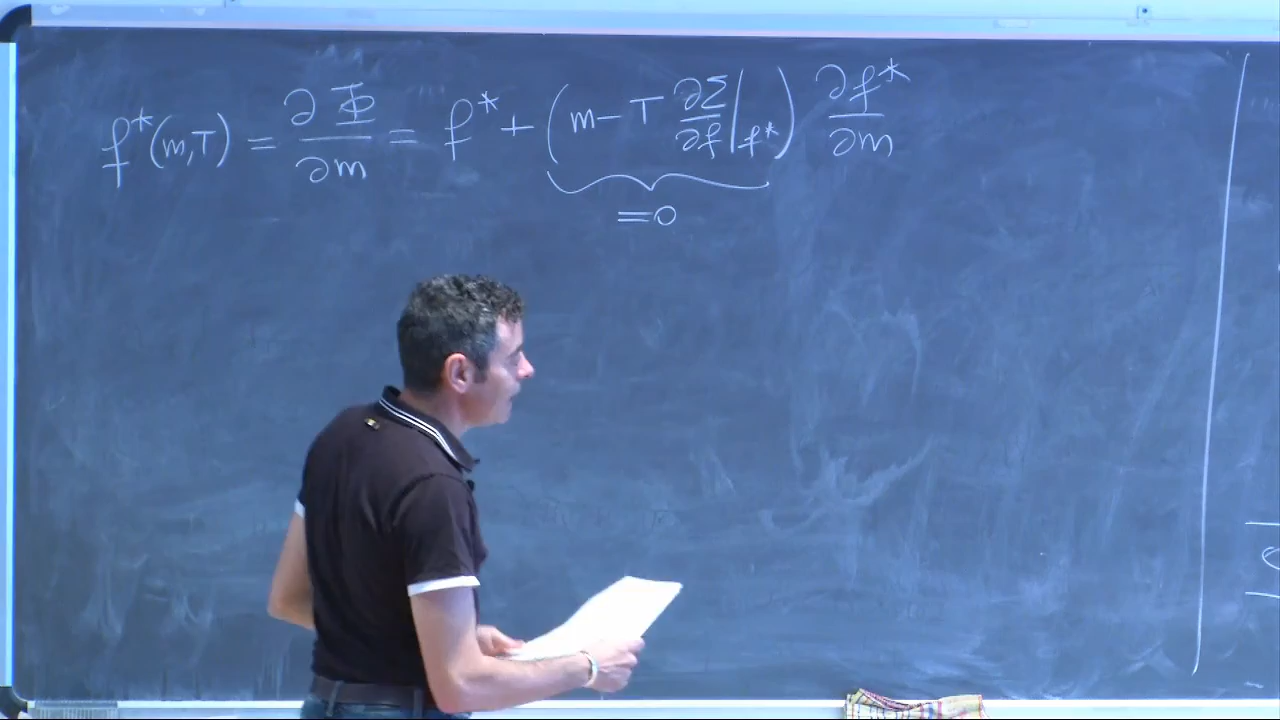 f*(m,T) = ∂Φ/∂m = f* + (m − T ∂Σ/∂f |f*) ∂f*/∂m
= 0